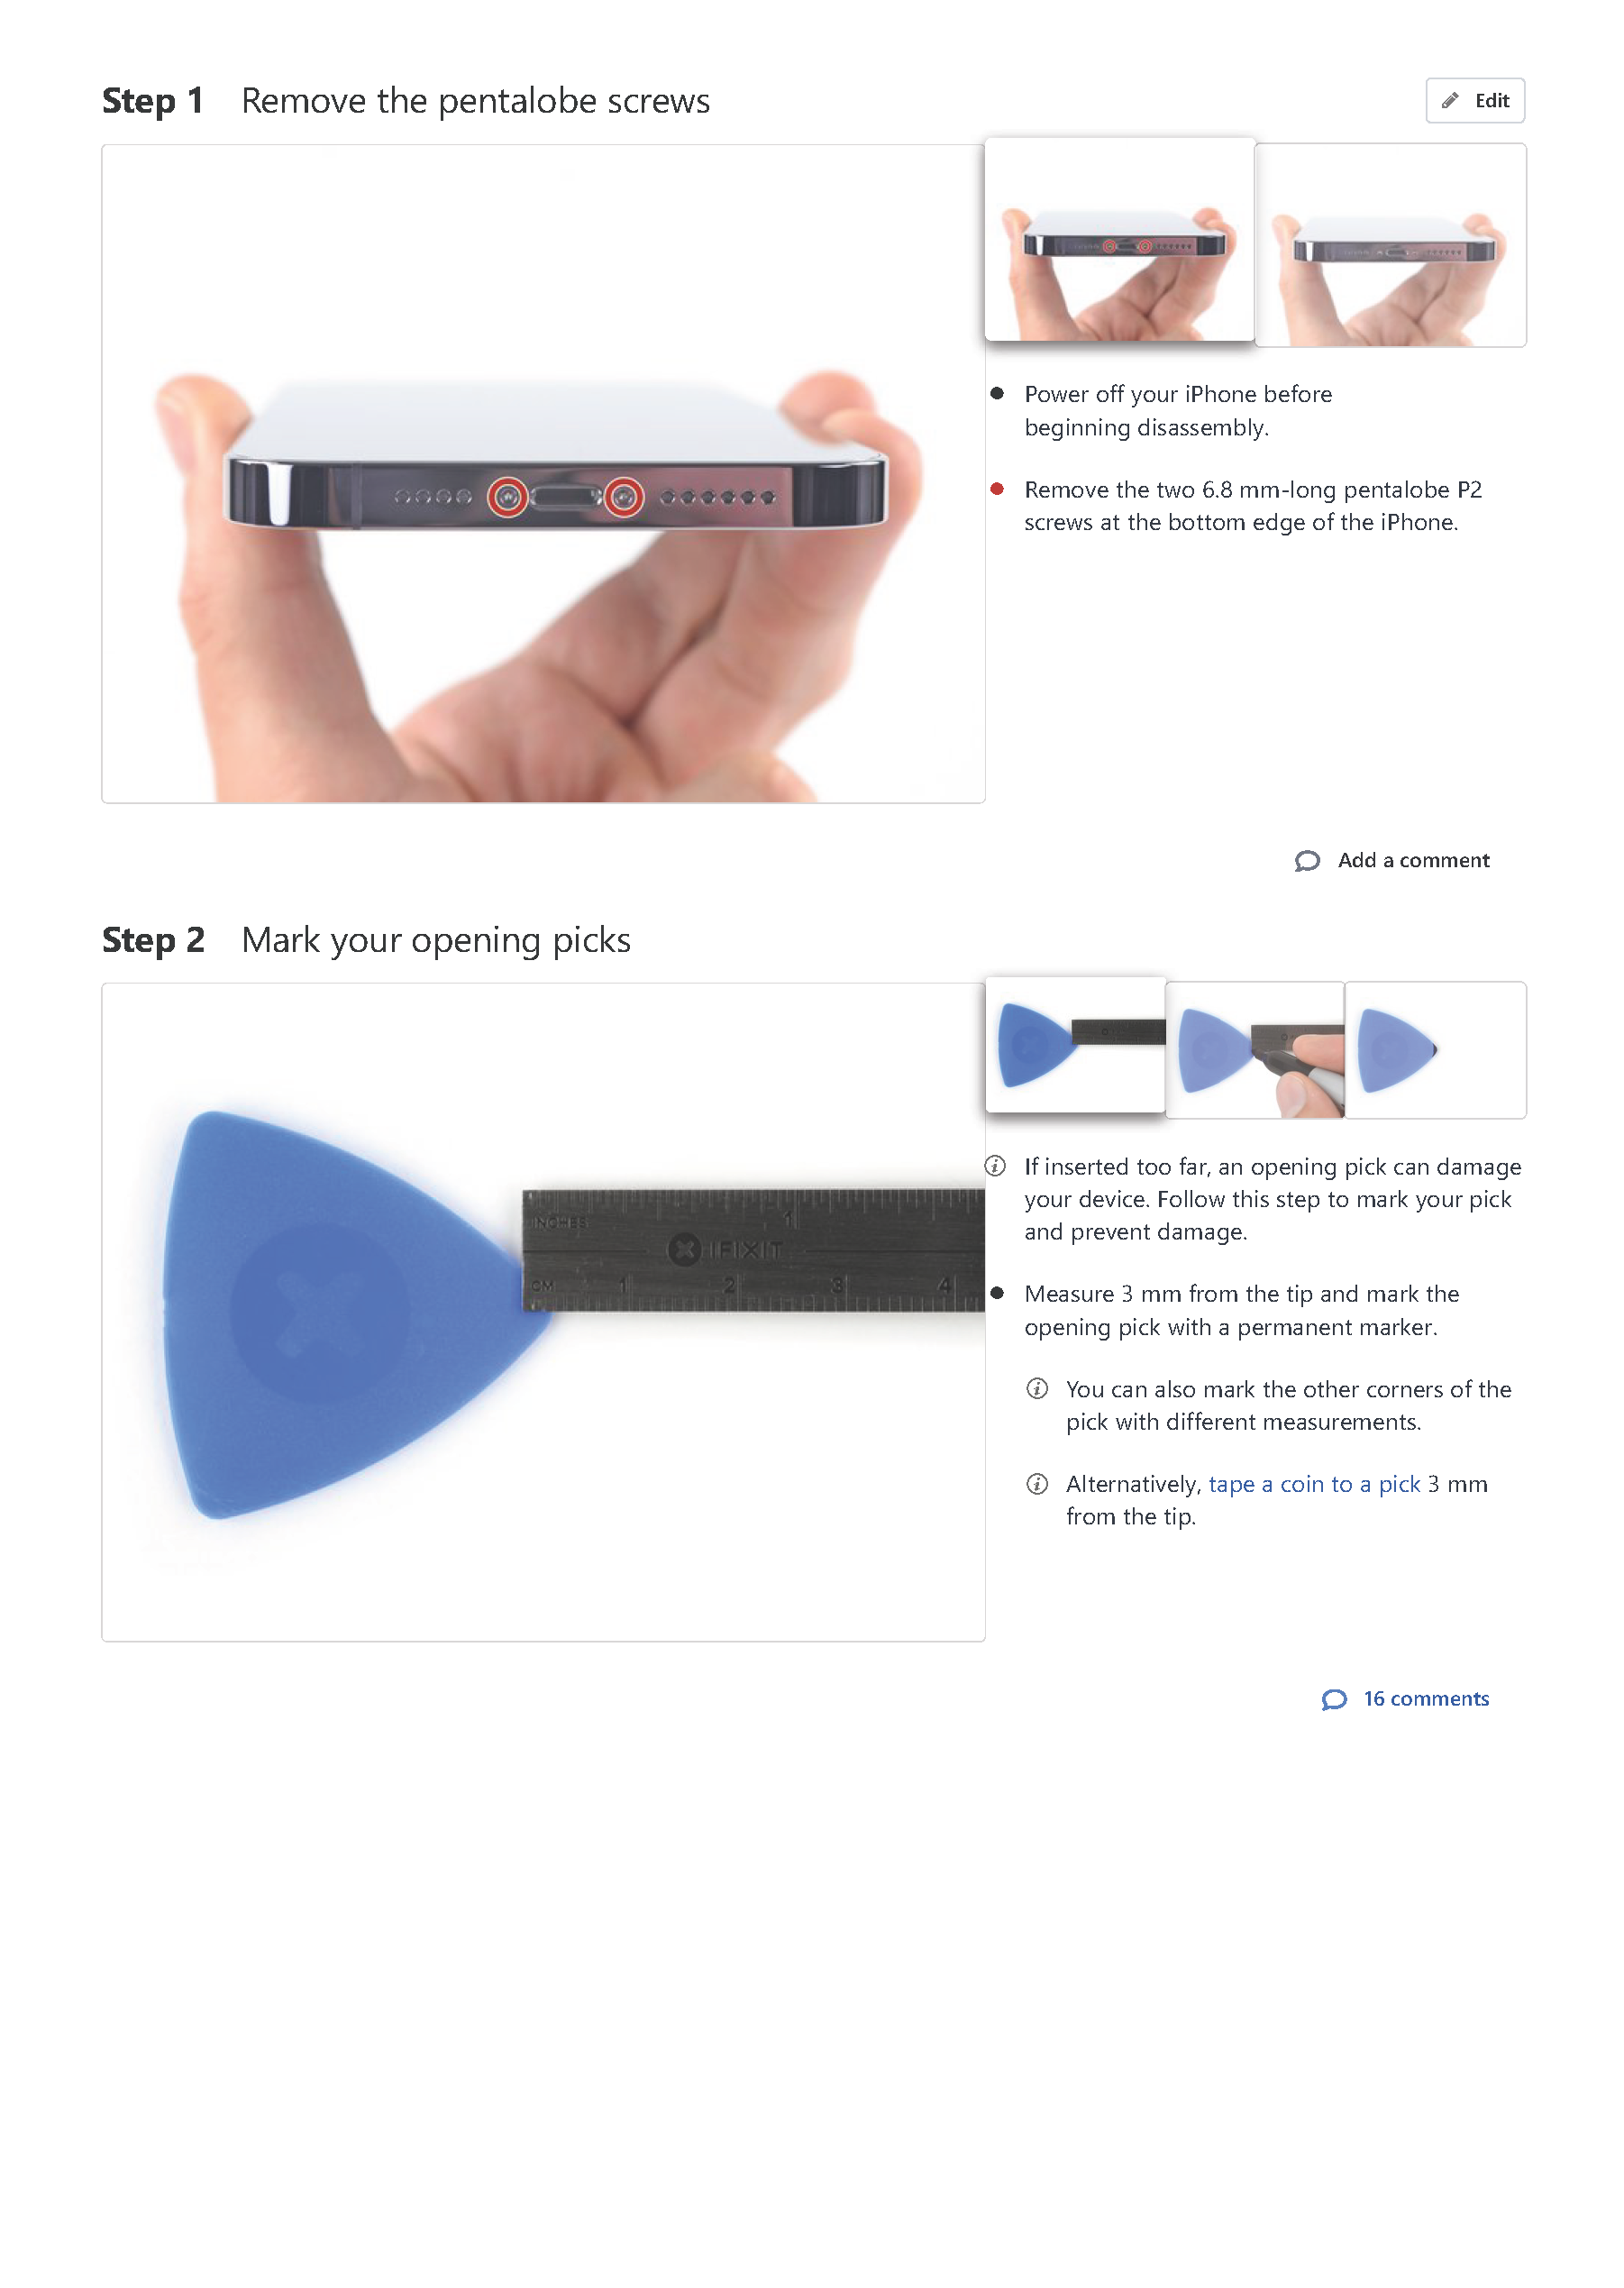 Step 1 Remove the pentalobe screws
Edit
Power off your iPhone before
beginning disassembly.
Remove the two 6.8 mm-long pentalobe P2
screws at the bottom edge of the iPhone.
Add a comment
Step 2 Mark your opening picks
INCHES
1
IFIXIT
CM 1 2 3 4
If inserted too far, an opening pick can damage
your device. Follow this step to mark your pick
and prevent damage.
Measure 3 mm from the tip and mark the
opening pick with a permanent marker.
You can also mark the other corners of the
pick with different measurements.
Alternatively, tape a coin to a pick 3 mm
from the tip.
16 comments